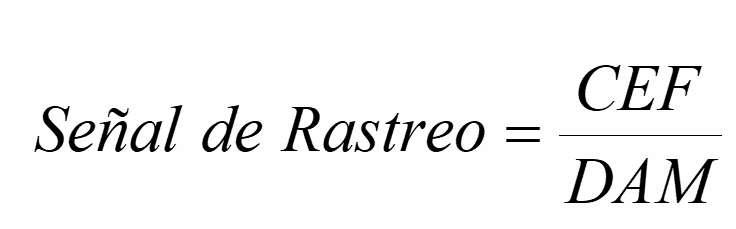 Señal de Rastreo = CEF / DAM